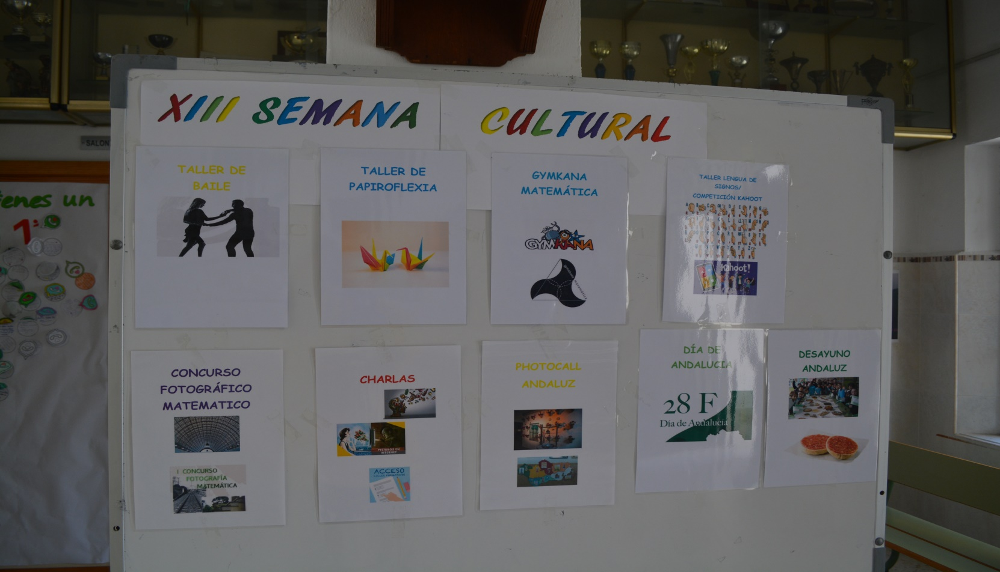 XIII SEMANA CULTURAL
SALON
TALLER DE
BAILE
TALLER DE
PAPIROFLEXIA
GYMKANA
MATEMÁTICA
GYMKANA
TALLER LENGUA DE
SIGNOS/
COMPETICIÓN KAHOOT
Kahoot!
enes un
1º
CONCURSO
FOTOGRÁFICO
MATEMATICO
I CONCURSO
FOTOGRAFÍA
MATEMÁTICA
CHARLAS
PELIGROS EN
INTERNET
ACCESO
PHOTOCALL
ANDALUZ
DÍA DE
ANDALUCIA
28 F
Día de Andalucía
DESAYUNO
ANDALUZ